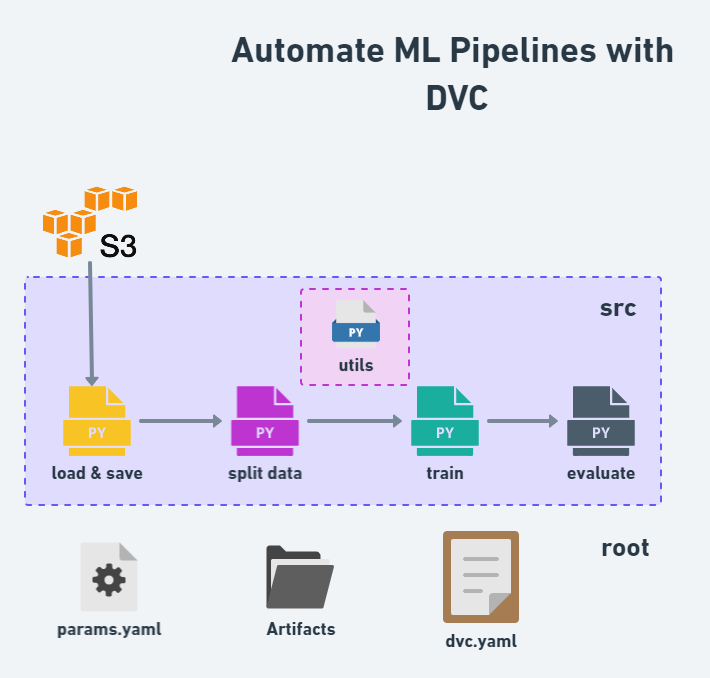 Automate ML Pipelines with
DVC
S3
src
PY
utils
PY
PY
PY
PY
load & save
split data
train
evaluate
root
params.yaml
Artifacts
dvc.yaml